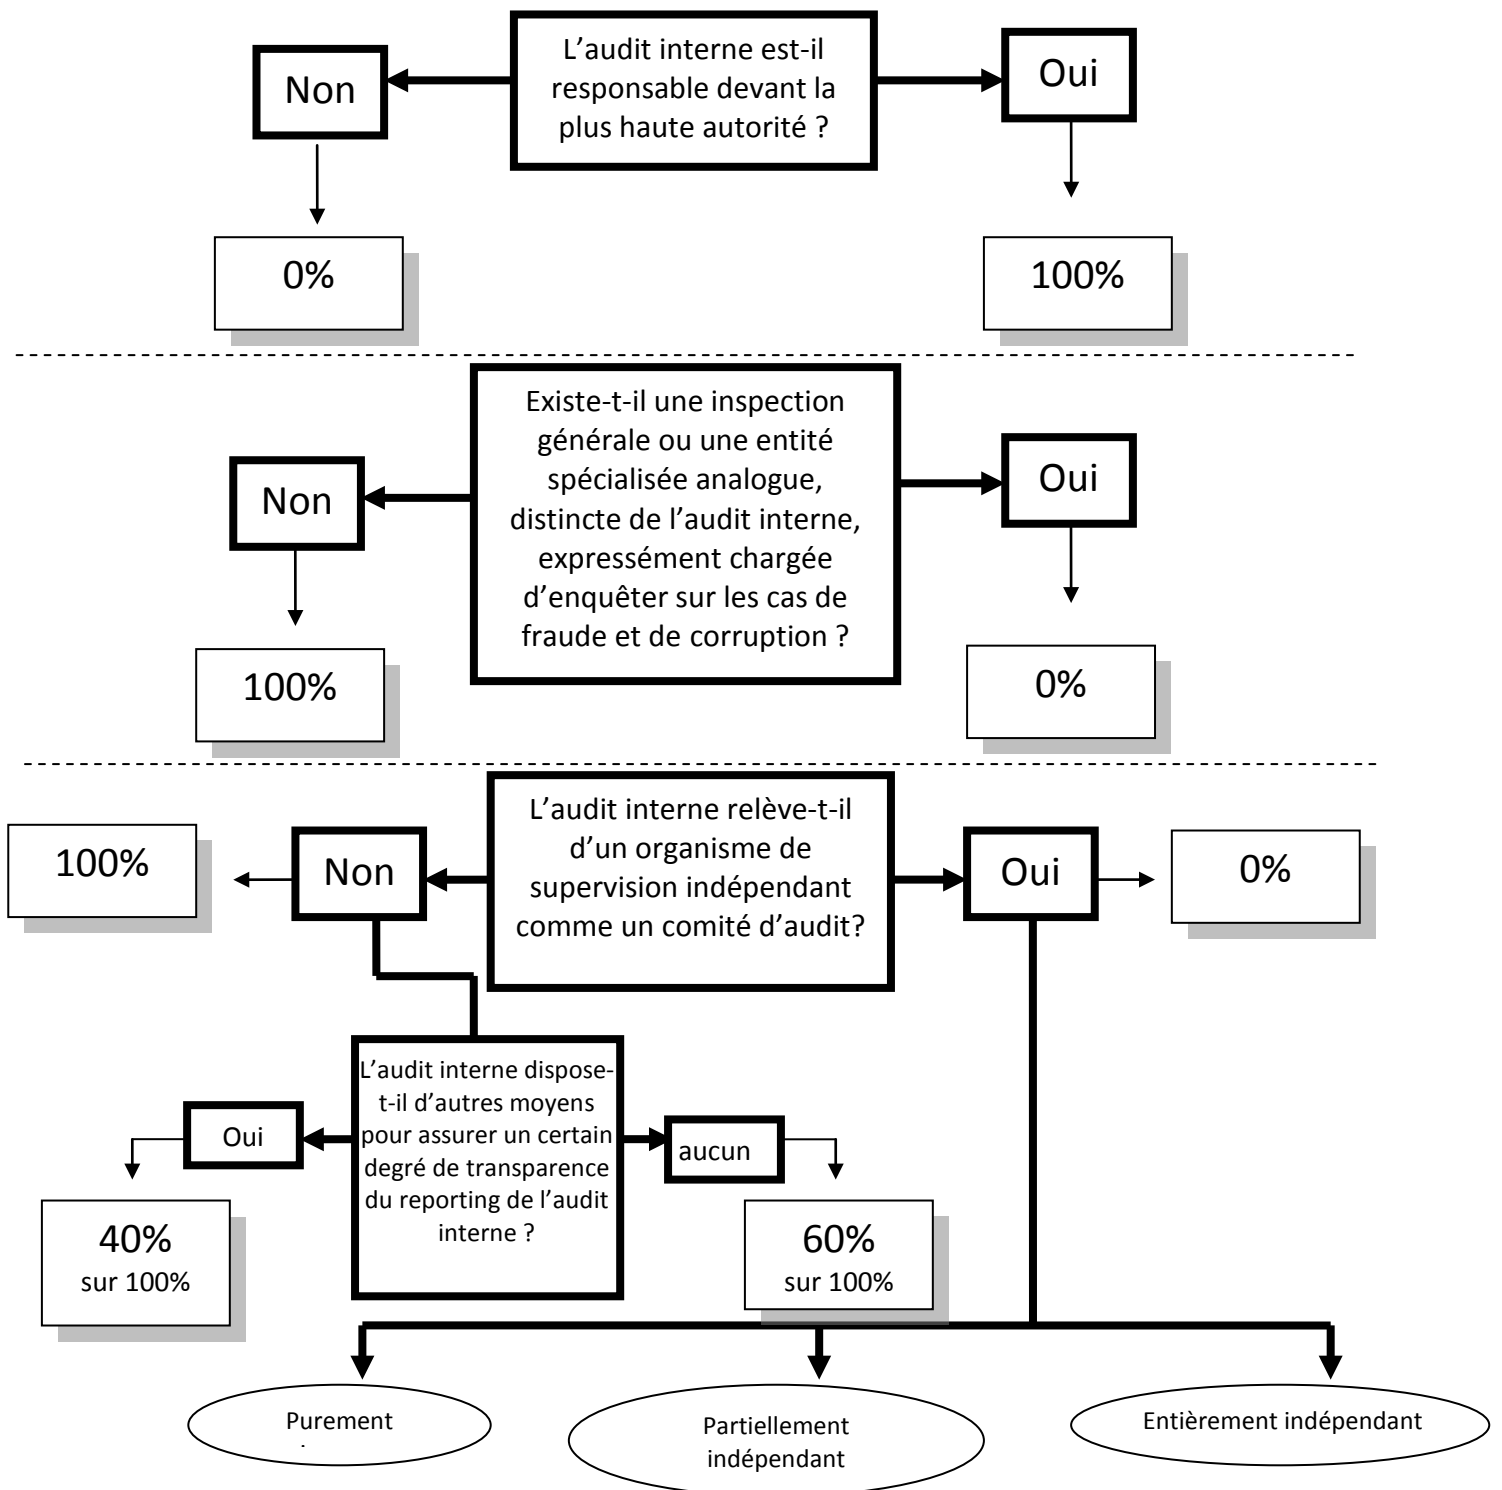 L’audit interne est-il
responsable devant la
plus haute autorité ?
Non
Oui
0%
100%
Existe-t-il une inspection
générale ou une entité
spécialisée analogue,
distincte de l’audit interne,
expressément chargée
d’enquêter sur les cas de
fraude et de corruption ?
Non
Oui
100%
0%
L’audit interne relève-t-il
d’un organisme de
supervision indépendant
comme un comité d’audit?
100%
Non
Oui
0%
L’audit interne dispose-
t-il d’autres moyens
pour assurer un certain
degré de transparence
du reporting de l’audit
interne ?
Oui
aucun
40%
sur 100%
60%
sur 100%
Purement
Partiellement
indépendant
Entièrement indépendant